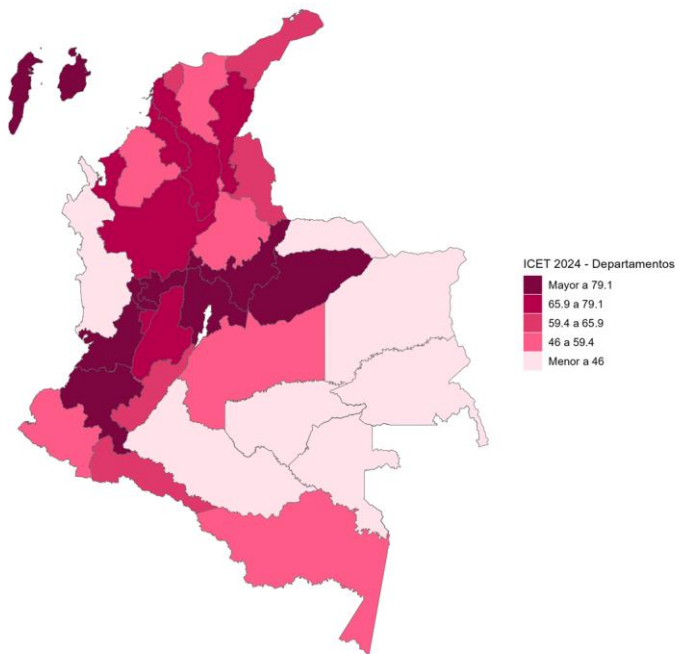 ICET 2024 - Departamentos
Mayor a 79.1
65.9 a 79.1
59.4 a 65.9
46 a 59.4
Menor a 46